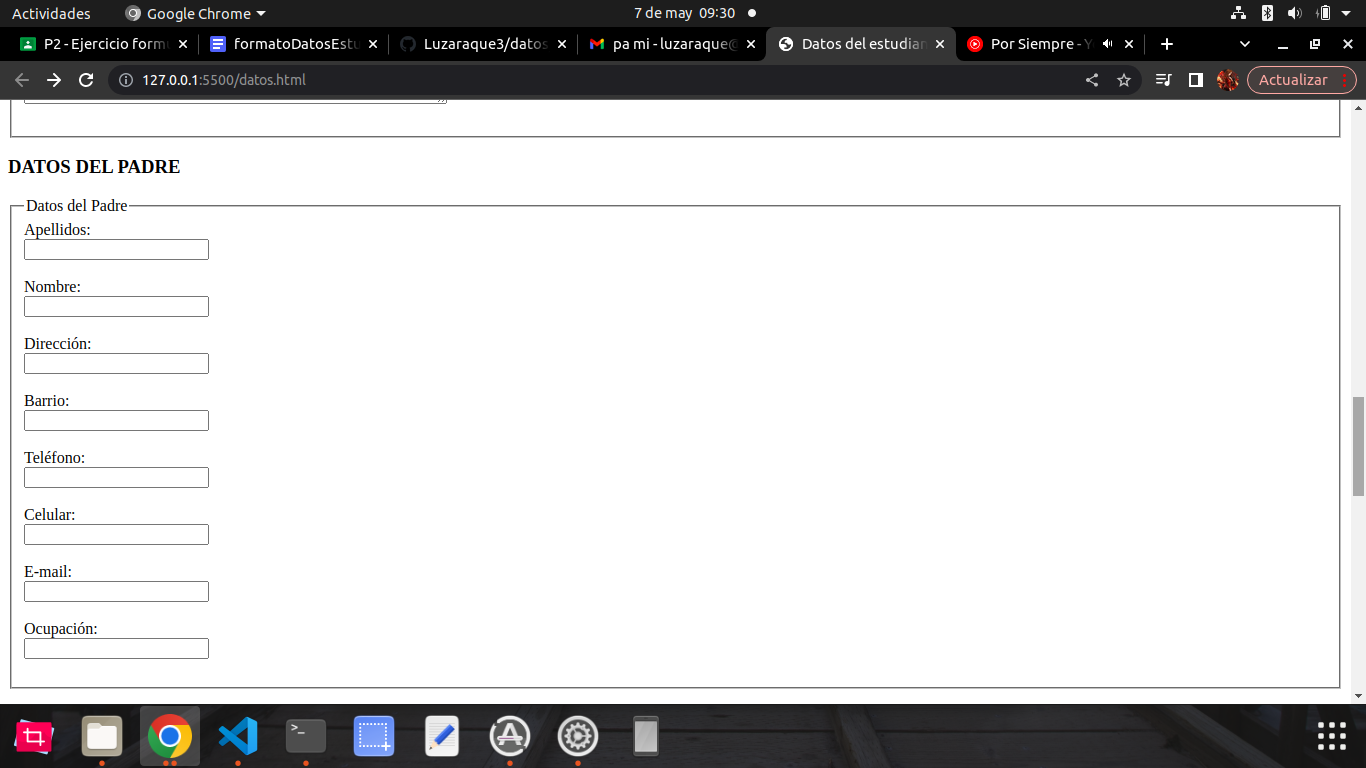 Actividades
Google Chrome
7 de may 09:30
P2 - Ejercicio form
formatoDatosEstu
Luzaraque3/datos
pa mi - luzaraque@
Datos del estudian
Por Siempre - Y
127.0.0.1:5500/datos.html
Actualizar
DATOS DEL PADRE
Datos del Padre
Apellidos:
Nombre:
Dirección:
Barrio:
Teléfono:
Celular:
E-mail:
Ocupación: